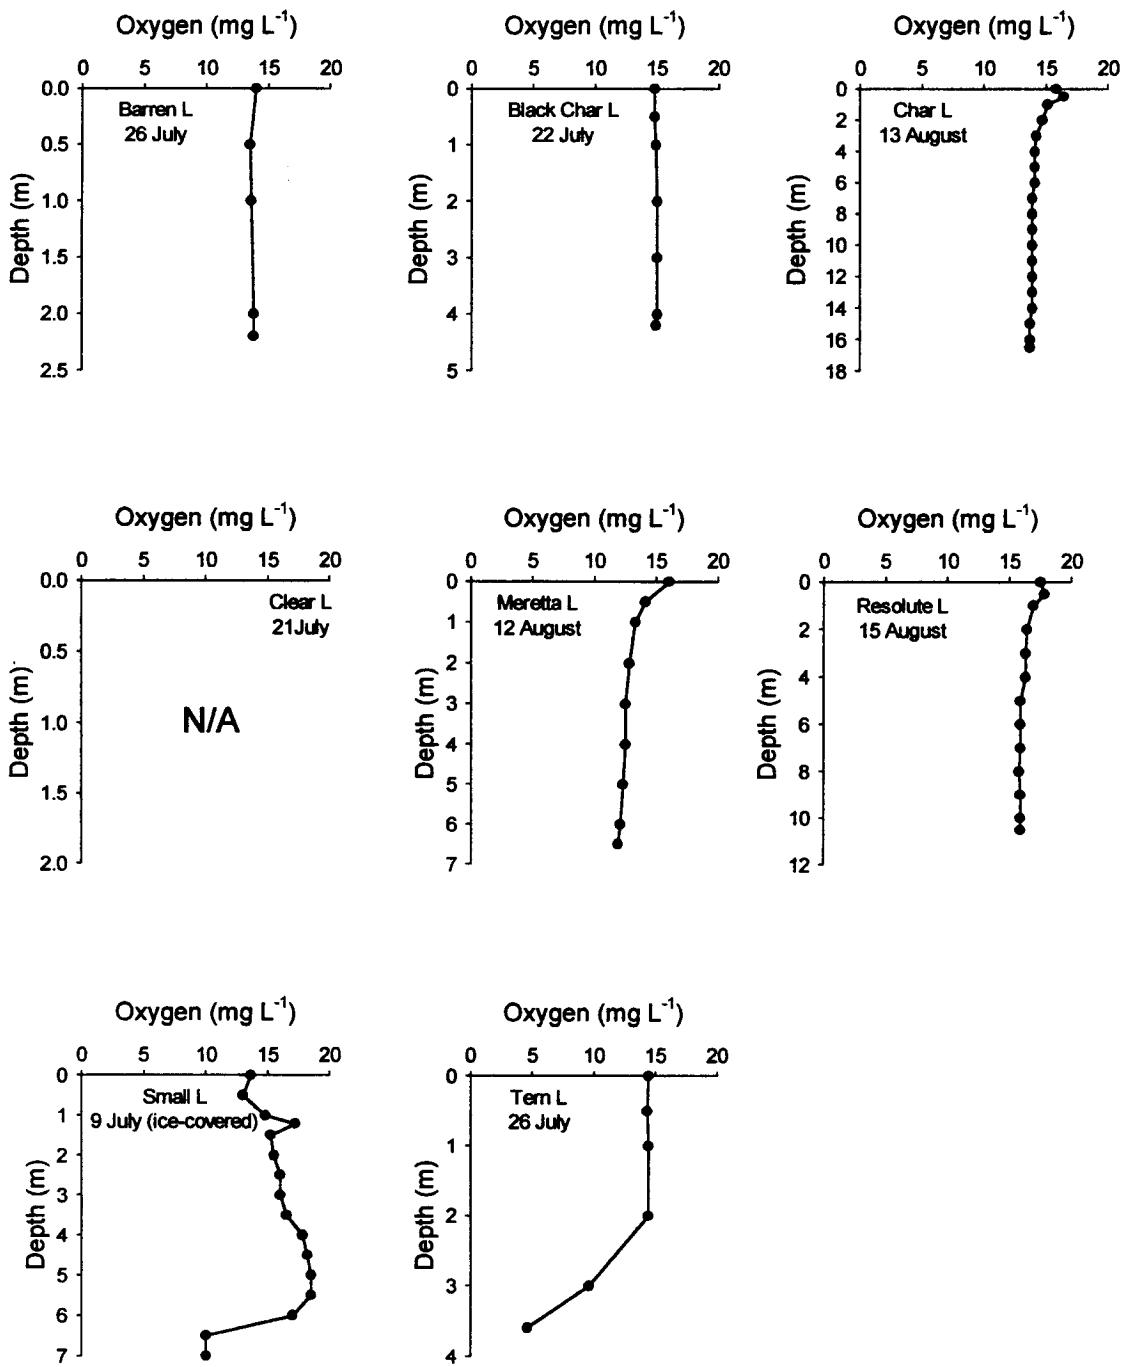 Oxygen (mg L⁻¹)
0 5 10 15 20
0.0
0.5
1.0
1.5
2.0
2.5
Depth (m)
Barren L
26 July
Oxygen (mg L⁻¹)
0 5 10 15 20
0
1
2
3
4
5
Depth (m)
Black Char L
22 July
Oxygen (mg L⁻¹)
0 5 10 15 20
0
2
4
6
8
10
12
14
16
18
Depth (m)
Char L
13 August
Oxygen (mg L⁻¹)
0 5 10 15 20
0.0
0.5
1.0
1.5
2.0
Depth (m)
Clear L
21July
N/A
Oxygen (mg L⁻¹)
0 5 10 15 20
0
1
2
3
4
5
6
7
Depth (m)
Meretta L
12 August
Oxygen (mg L⁻¹)
0 5 10 15 20
0
2
4
6
8
10
12
Depth (m)
Resolute L
15 August
Oxygen (mg L⁻¹)
0 5 10 15 20
0
1
2
3
4
5
6
7
Depth (m)
Small L
9 July (ice-covered)
Oxygen (mg L⁻¹)
0 5 10 15 20
0
1
2
3
4
Depth (m)
Tern L
26 July